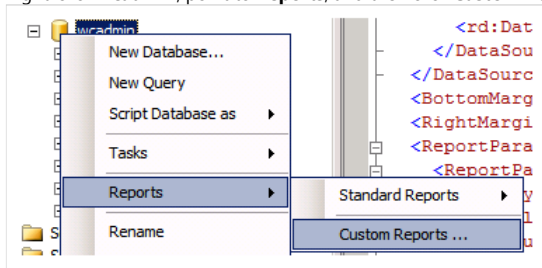 wcadmin
New Database...
New Query
Script Database as
Tasks
Reports
Rename
Standard Reports
Custom Reports ...
<rd:Dat
</DataSou
</DataSourc
<BottomMarg
<RightMargi
<ReportPara
<ReportPa